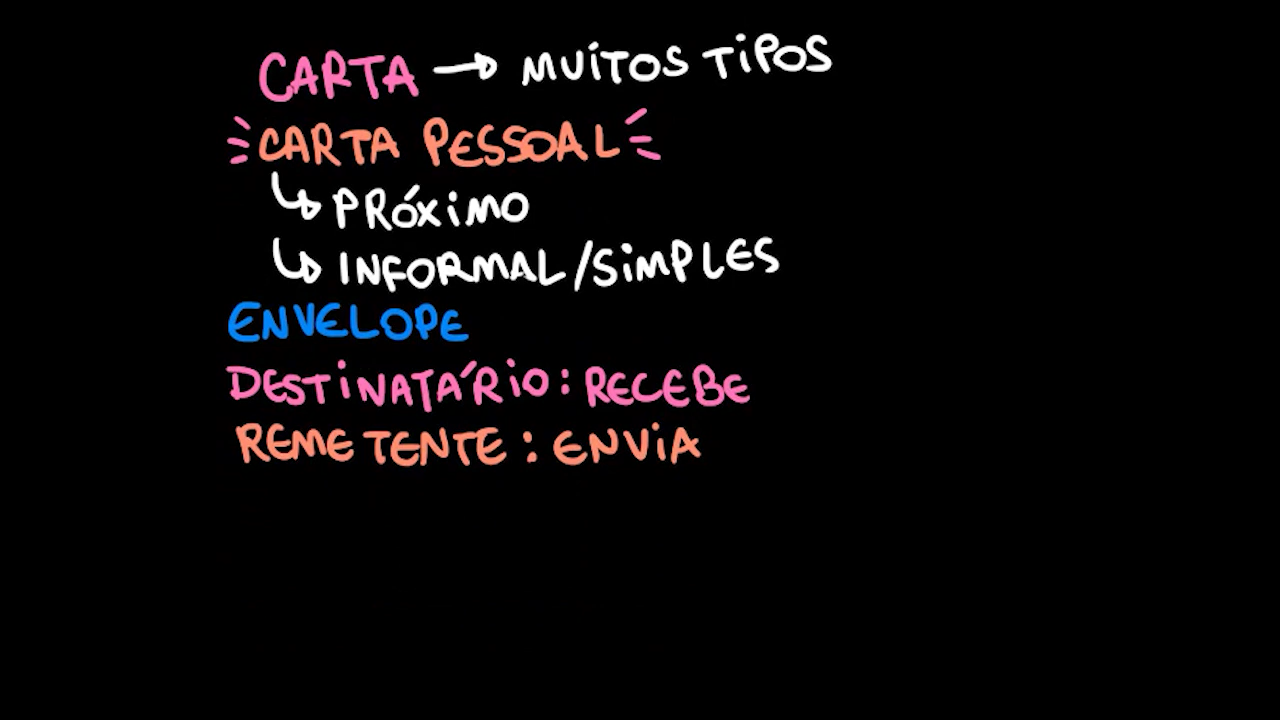 CARTA → MUITOS TIPOS
CARTA PESSOAL
↳ PRÓXIMO
↳ INFORMAL/SIMPLES
ENVELOPE
DESTINATÁRIO: RECEBE
REMETENTE: ENVIA